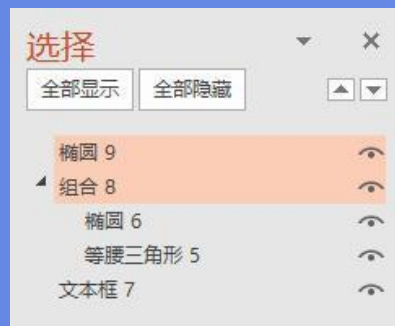 选择
全部显示 全部隐藏
椭圆 9
组合 8
椭圆 6
等腰三角形 5
文本框 7